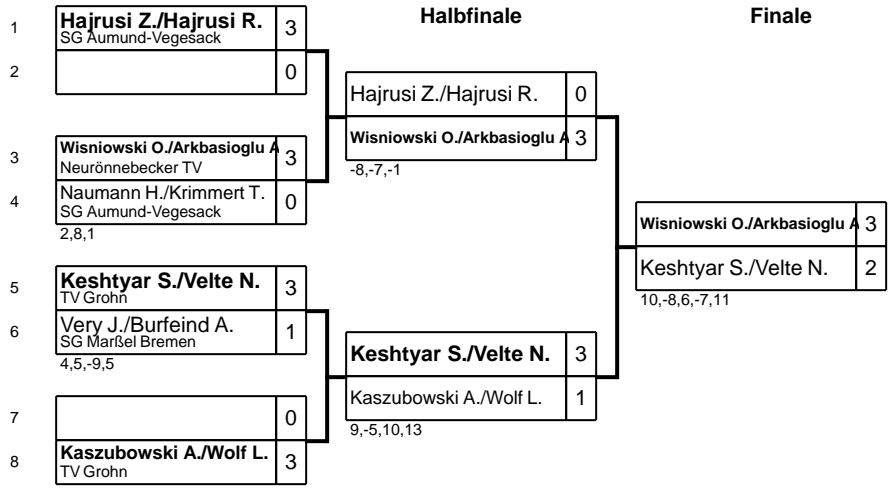 Halbfinale
Finale
1
Hajrusi Z./Hajrusi R. 3
SG Aumund-Vegesack
2
0
3
Wisniowski O./Arkbasioglu A 3
Neurönnebecker TV
4
Naumann H./Krimmert T. 0
SG Aumund-Vegesack
2,8,1
5
Keshtyar S./Velte N. 3
TV Grohn
6
Very J./Burfeind A. 1
SG Marßel Bremen
4,5,-9,5
7
0
8
Kaszubowski A./Wolf L. 3
TV Grohn
Hajrusi Z./Hajrusi R. 0
Wisniowski O./Arkbasioglu A 3
-8,-7,-1
Keshtyar S./Velte N. 3
Kaszubowski A./Wolf L. 1
9,-5,10,13
Wisniowski O./Arkbasioglu A 3
Keshtyar S./Velte N. 2
10,-8,6,-7,11